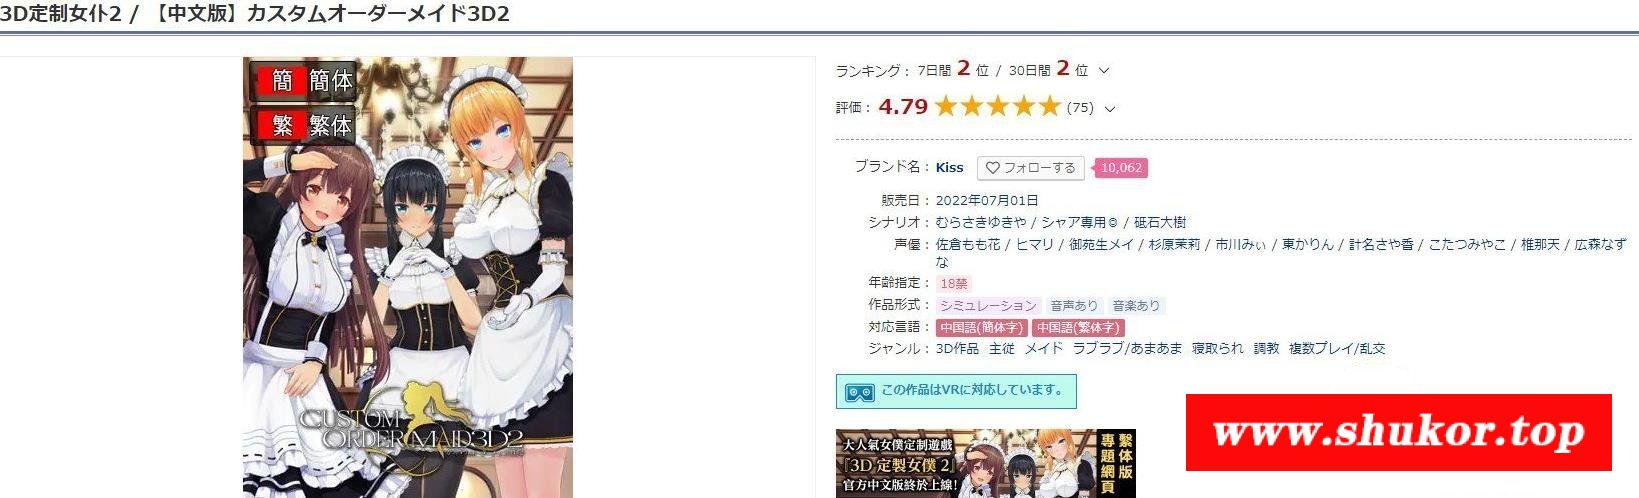 3D定制女仆2 / 【中文版】カスタムオーダーメイド3D2
簡 簡体
繁 繁体
CUSTOM
ORDER MAID3D2
ランキング： 7日間 2 位 / 30日間 2 位
評価： 4.79 ★★★★★ (75)
ブランド名： Kiss フォローする 10,062
販売日： 2022年07月01日
シナリオ： むらさきゆきや / シャア専用◎ / 砥石大樹
声優： 佐倉もも花 / ヒマリ / 御苑生メイ / 杉原茉莉 / 市川みぃ / 東かりん / 計名さや香 / こたつみやこ / 椎那天 / 広森なず
な
年齢指定： 18禁
作品形式： シミュレーション 音声あり 音楽あり
対応言語： 中国語(簡体字) 中国語(繁体字)
ジャンル： 3D作品 主従 メイド ラブラブ/あまあま 寝取られ 調教 複数プレイ/乱交
この作品はVRに対応しています。
大人氣女僕定制遊戲
『3D 定製女僕 2』
官方中文版終於上線!
繁体版
專題網頁
www.shukor.top